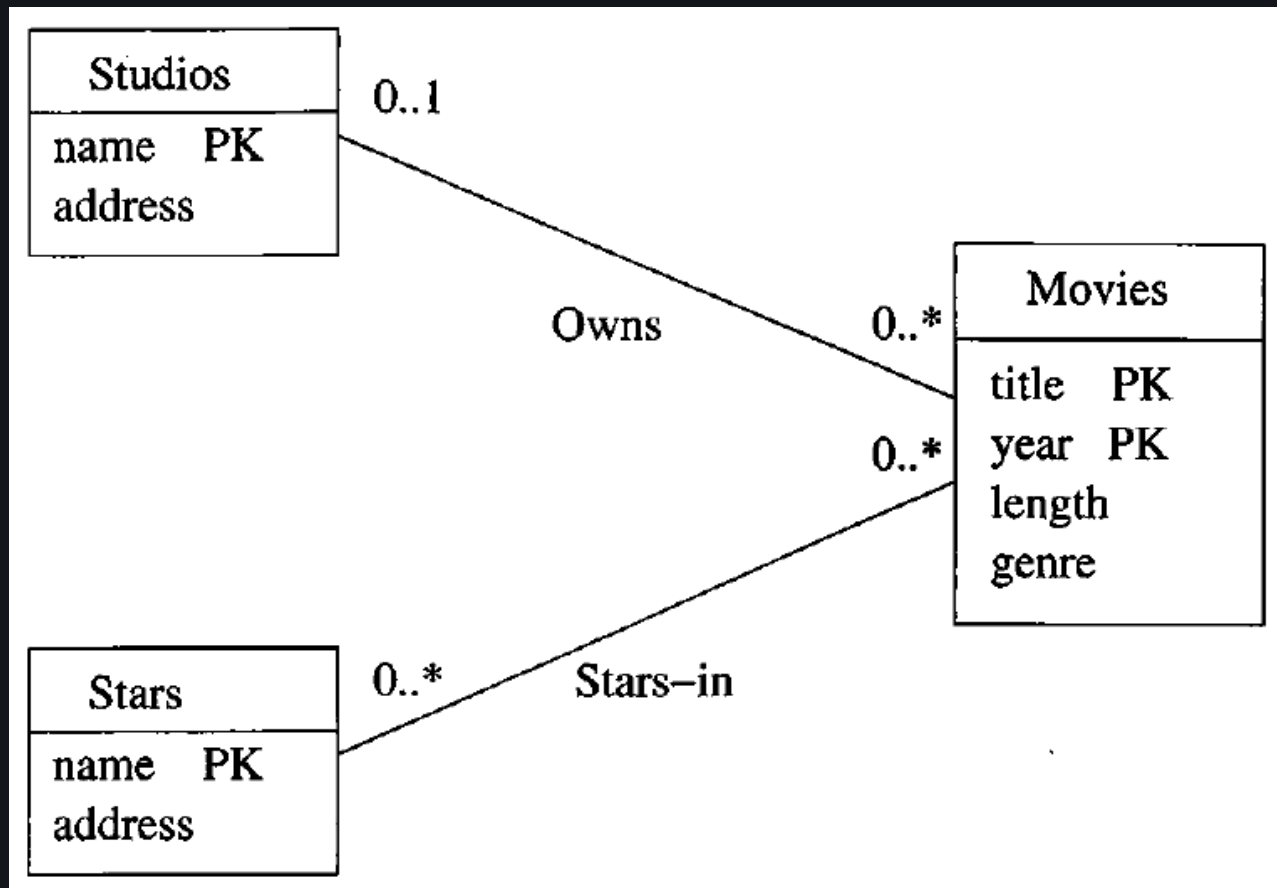 Studios
name PK
address
0..1
Owns
0..*
Movies
title PK
year PK
length
genre
0..*
Stars-in
0..*
Stars
name PK
address